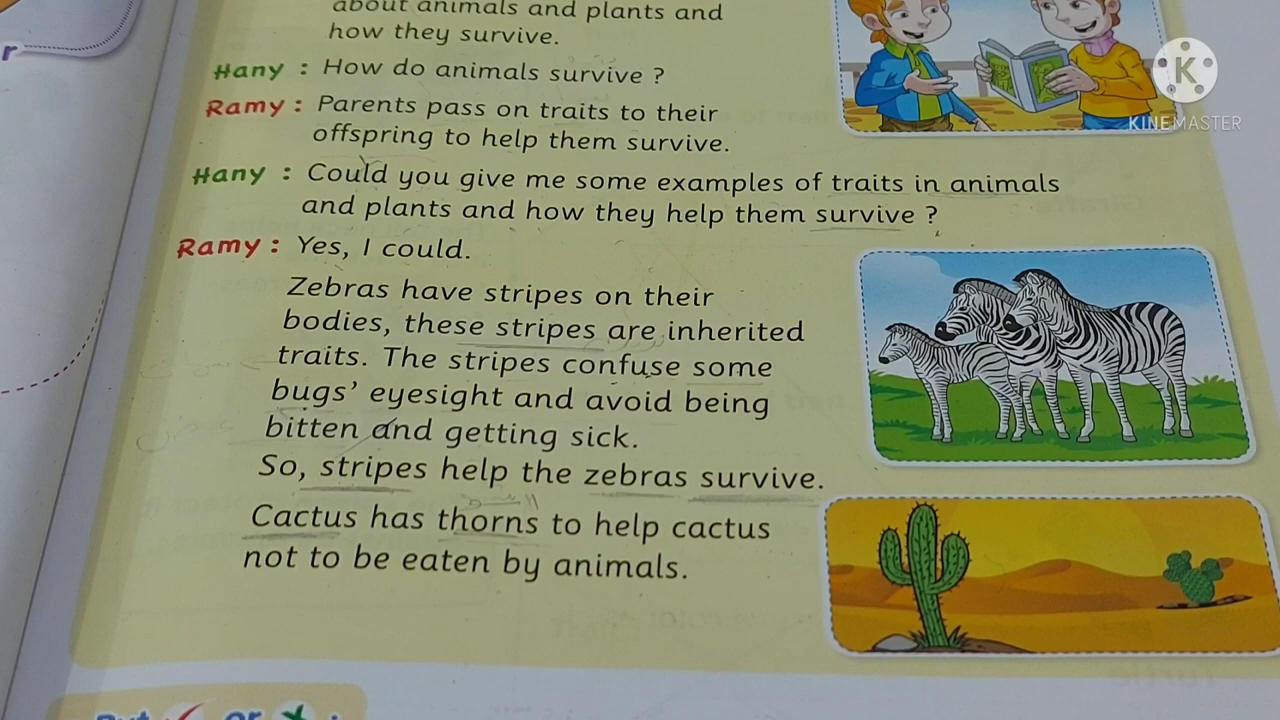 about animals and plants and
how they survive.
Hany : How do animals survive ?
Ramy : Parents pass on traits to their
offspring to help them survive.
Hany : Could you give me some examples of traits in animals
and plants and how they help them survive ?
Ramy : Yes, I could.
Zebras have stripes on their
bodies, these stripes are inherited
traits. The stripes confuse some
bugs' eyesight and avoid being
bitten and getting sick.
So, stripes help the zebras survive.
Cactus has thorns to help cactus
not to be eaten by animals.
Put ✓ or ✗ :
r
K
KINEMASTER